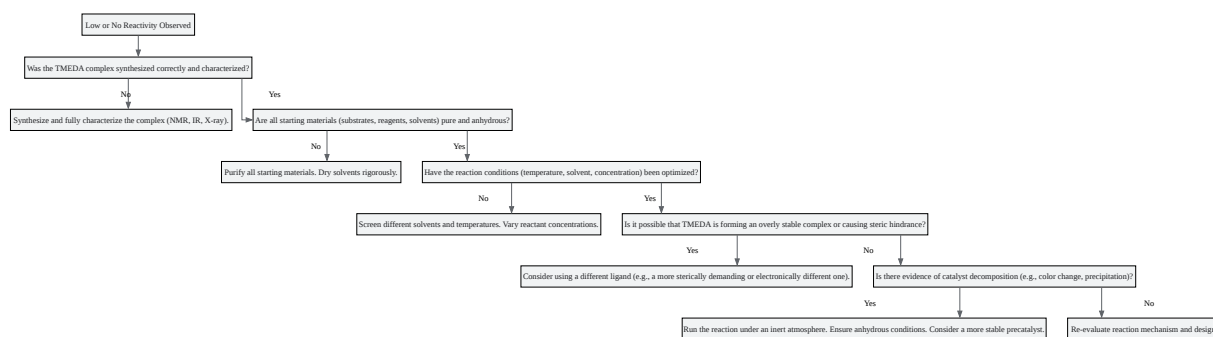 Low or No Reactivity Observed
Was the TMEDA complex synthesized correctly and characterized?
No
Yes
Synthesize and fully characterize the complex (NMR, IR, X-ray).
Are all starting materials (substrates, reagents, solvents) pure and anhydrous?
No
Yes
Purify all starting materials. Dry solvents rigorously.
Have the reaction conditions (temperature, solvent, concentration) been optimized?
No
Yes
Screen different solvents and temperatures. Vary reactant concentrations.
Is it possible that TMEDA is forming an overly stable complex or causing steric hindrance?
Yes
No
Consider using a different ligand (e.g., a more sterically demanding or electronically different one).
Is there evidence of catalyst decomposition (e.g., color change, precipitation)?
Yes
No
Run the reaction under an inert atmosphere. Ensure anhydrous conditions. Consider a more stable precatalyst.
Re-evaluate reaction mechanism and design